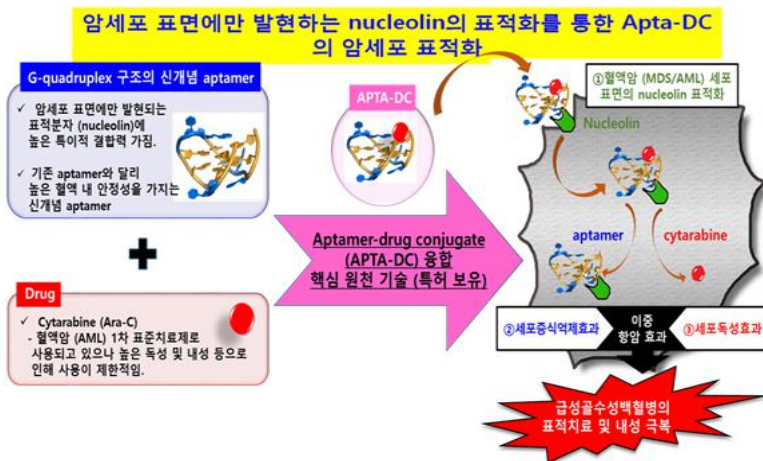 암세포 표면에만 발현하는 nucleolin의 표적화를 통한 Apta-DC
의 암세포 표적화
G-quadruplex 구조의 신개념 aptamer
✓ 암세포 표면에만 발현되는
표적분자 (nucleolin)에
높은 특이적 결합력 가짐.
✓ 기존 aptamer와 달리
높은 혈액 내 안정성을 가지는
신개념 aptamer
Drug
✓ Cytarabine (Ara-C)
- 혈액암 (AML) 1차 표준치료제로
사용되고 있으나 높은 독성 및 내성 등으로
인해 사용이 제한적임.
APTA-DC
Aptamer-drug conjugate
(APTA-DC) 융합
핵심 원천 기술 (특허 보유)
①혈액암 (MDS/AML) 세포
표면의 nucleolin 표적화
Nucleolin
aptamer
cytarabine
②세포증식억제효과
이중
항암 효과
③세포독성효과
급성골수성백혈병의
표적치료 및 내성 극복